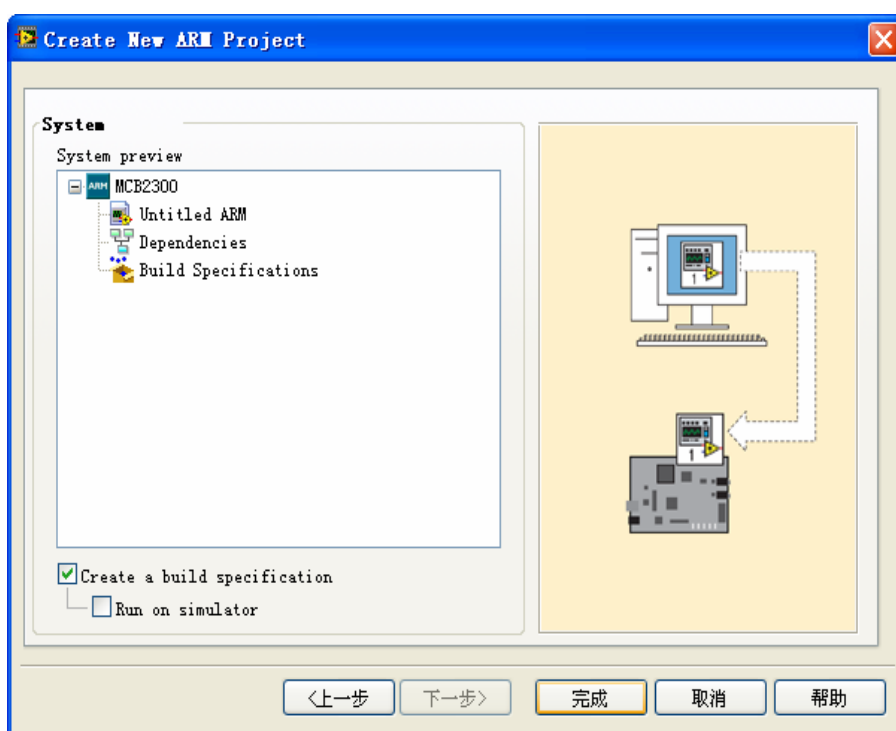 Create New ARM Project
System
System preview
ARM MCB2300
Untitled ARM
Dependencies
Build Specifications
Create a build specification
Run on simulator
1
1
<上一步 下一步> 完成 取消 帮助